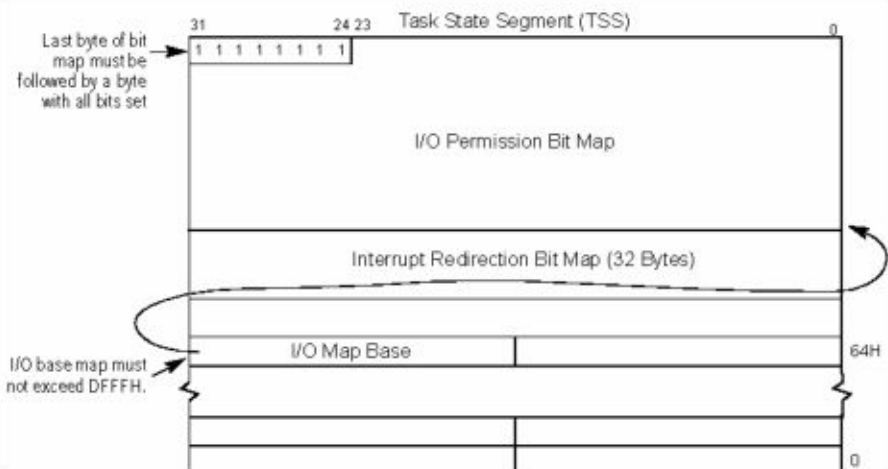 Task State Segment (TSS)
31
24 23
0
Last byte of bit
map must be
followed by a byte
with all bits set
1 1 1 1 1 1 1 1
I/O Permission Bit Map
Interrupt Redirection Bit Map (32 Bytes)
I/O Map Base
64H
I/O base map must
not exceed DFFFH.
0